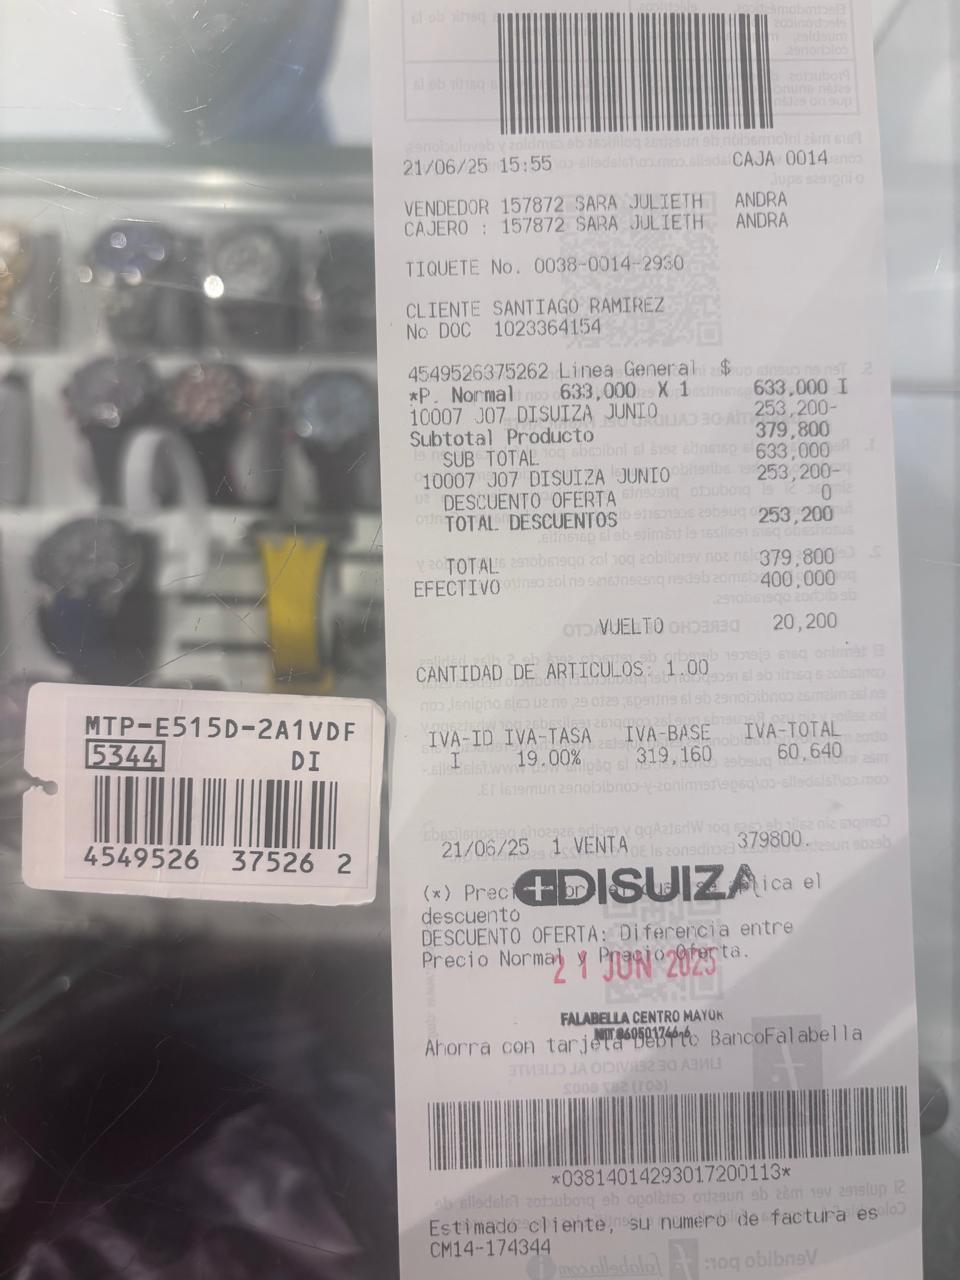 21/06/25 15:55 CAJA 0014
VENDEDOR 157872 SARA JULIETH ANDRA
CAJERO : 157872 SARA JULIETH ANDRA
TIQUETE No. 0038-0014-2930
CLIENTE SANTIAGO RAMIREZ
No DOC 1023364154
4549526375262 Linea General $
*P. Normal 633,000 X 1 633,000 I
10007 J07 DISUIZA JUNIO 253,200-
Subtotal Producto 379,800
SUB TOTAL 633,000
10007 J07 DISUIZA JUNIO 253,200-
DESCUENTO OFERTA 0
TOTAL DESCUENTOS 253,200
TOTAL 379,800
EFECTIVO 400,000
VUELTO 20,200
CANTIDAD DE ARTICULOS: 1.00
IVA-ID IVA-TASA IVA-BASE IVA-TOTAL
I 19.00% 319,160 60,640
21/06/25 1 VENTA 379800.
(*) Preci el
DISUIZA
descuento
DESCUENTO OFERTA: Diferencia entre
Precio Normal y Precio Oferta.
21 JUN 2025
FALABELLA CENTRO MAYOR
NIT 860501746-6
Ahorra con tarjeta Debito BancoFalabella
*03814014293017200113*
Estimado cliente, su numero de factura es
CM14-174344
MTP-E515D-2A1VDF
5344 DI
4549526 37526 2